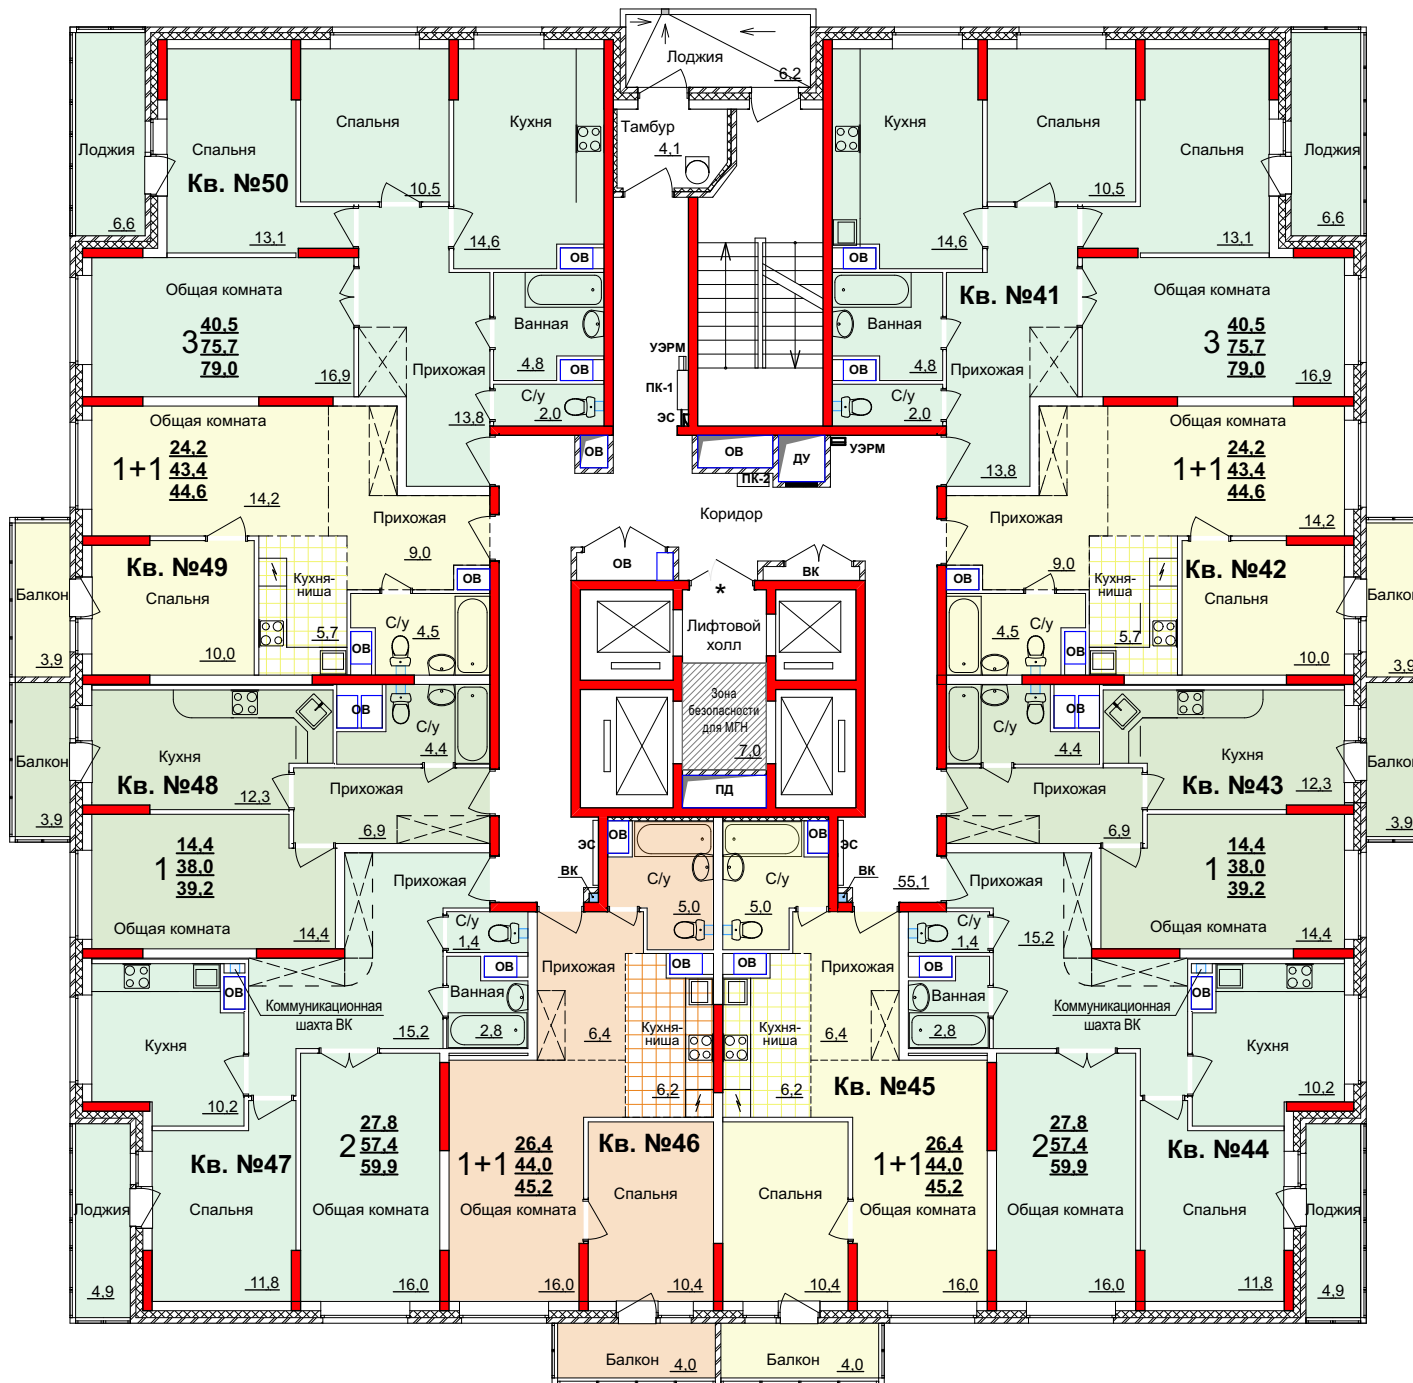 Лоджия
6,2
Тамбур
4,1
Лоджия
6,6
Спальня
Кв. №50
13,1
Спальня
10,5
Кухня
14,6
ОВ
Общая комната
3
40,5
75,7
79,0
16,9
Прихожая
13,8
Ванная
4,8
ОВ
С/у
2,0
УЭРМ
ПК-1
ЭС
Кухня
14,6
ОВ
Спальня
10,5
Спальня
13,1
Лоджия
6,6
Кв. №41
Общая комната
3
40,5
75,7
79,0
16,9
Ванная
4,8
ОВ
С/у
2,0
Прихожая
13,8
ОВ
ОВ
ДУ
УЭРМ
ПК-2
Коридор
ОВ
ВК
Общая комната
1+1
24,2
43,4
44,6
14,2
Прихожая
9,0
ОВ
Кв. №49
Спальня
10,0
Кухня-
ниша
5,7
С/у
4,5
ОВ
Балкон
3,9
Общая комната
1+1
24,2
43,4
44,6
14,2
Прихожая
9,0
ОВ
Кв. №42
Спальня
10,0
Кухня-
ниша
5,7
С/у
4,5
ОВ
Балкон
3,9
*
Лифтовой
холл
Зона
безопасности
для МГН
7,0
ПД
Балкон
3,9
Кухня
Кв. №48
12,3
ОВ
С/у
4,4
Прихожая
6,9
1
14,4
38,0
39,2
Общая комната
14,4
С/у
4,4
ОВ
Кухня
Кв. №43
12,3
Балкон
3,9
Прихожая
6,9
1
14,4
38,0
39,2
Общая комната
14,4
ЭС
ВК
ОВ
С/у
5,0
С/у
5,0
ОВ
ЭС
ВК
55,1
Прихожая
15,2
С/у
1,4
ОВ
Ванная
2,8
ОВ
Коммуникационная
шахта ВК
Кухня
10,2
Кв. №47
Спальня
11,8
Лоджия
4,9
2
27,8
57,4
59,9
Общая комната
16,0
Прихожая
6,4
ОВ
Кухня-
ниша
6,2
Кв. №46
1+1
26,4
44,0
45,2
Общая комната
16,0
Спальня
10,4
Балкон
4,0
ОВ
Прихожая
6,4
Кухня-
ниша
6,2
Кв. №45
1+1
26,4
44,0
45,2
Общая комната
16,0
Спальня
10,4
Балкон
4,0
Прихожая
15,2
С/у
1,4
ОВ
Ванная
2,8
ОВ
Коммуникационная
шахта ВК
Кухня
10,2
2
27,8
57,4
59,9
Общая комната
16,0
Кв. №44
Спальня
11,8
Лоджия
4,9